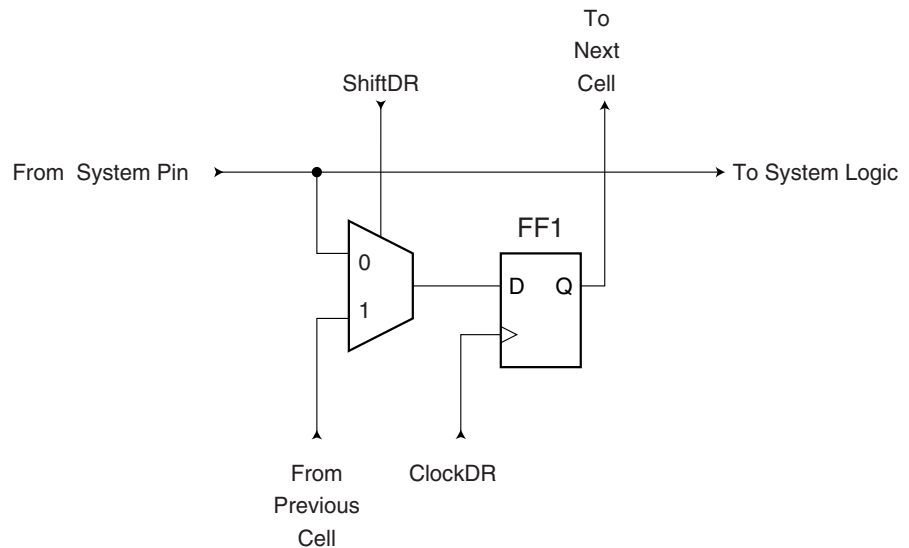 To
Next
Cell
ShiftDR
From System Pin
To System Logic
FF1
0
D Q
1
From
Previous
Cell
ClockDR